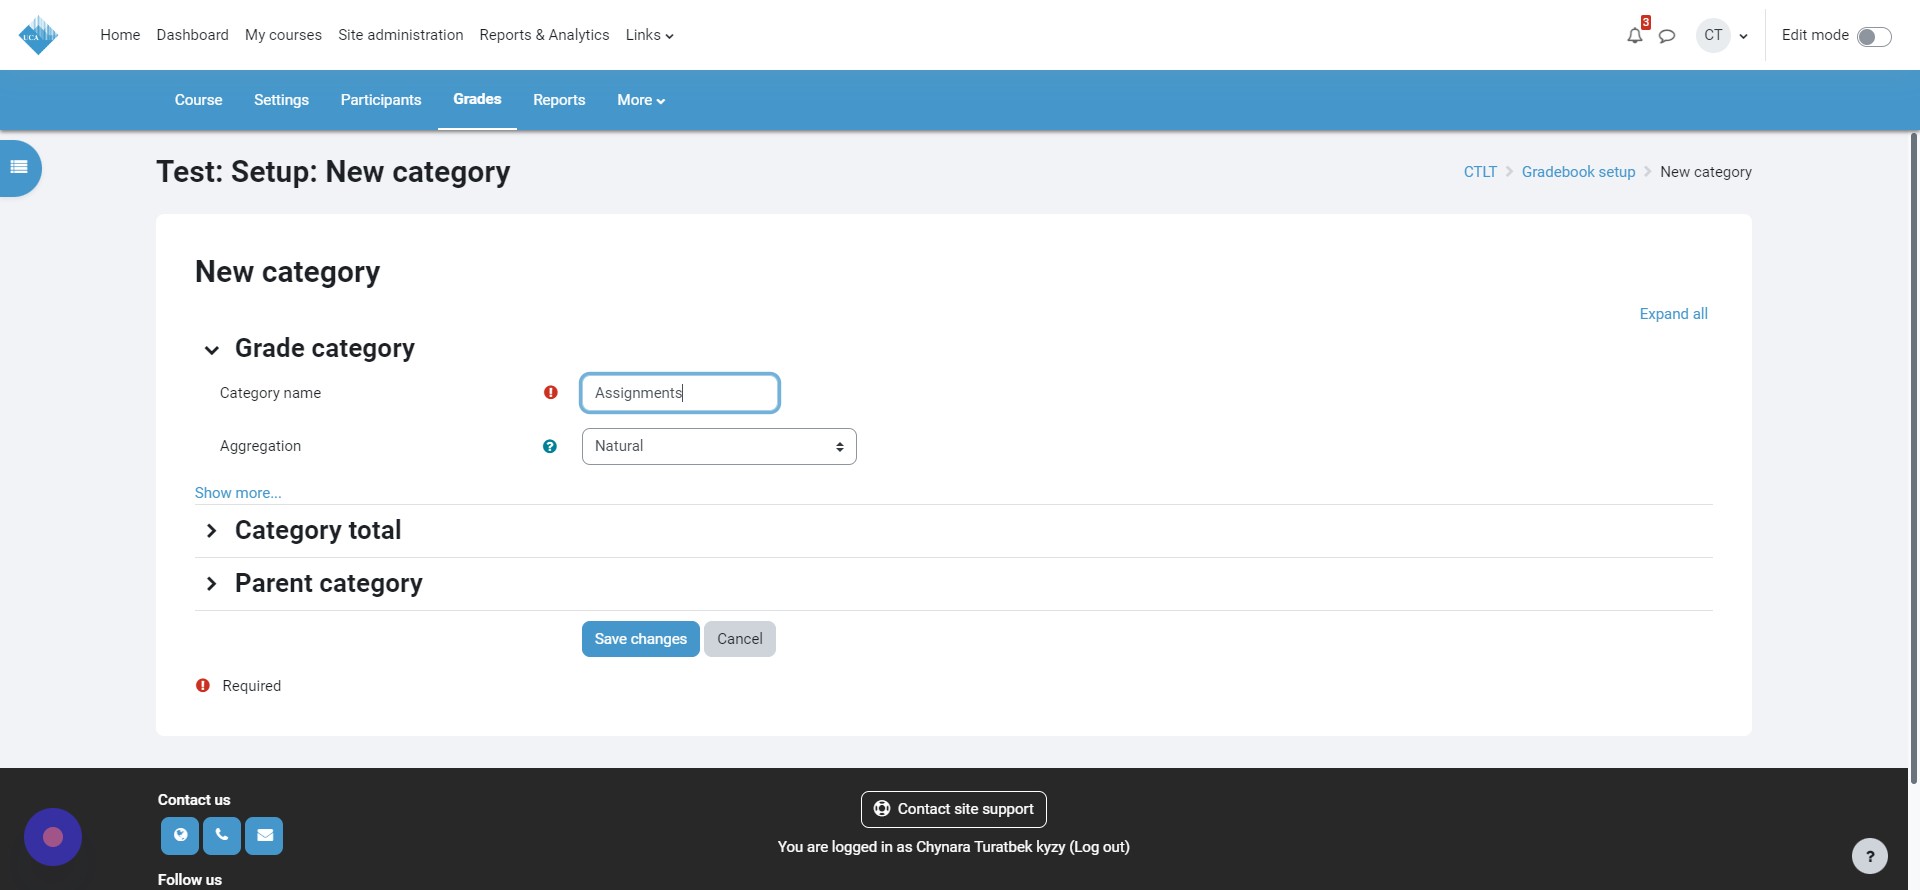 UCA
Home Dashboard My courses Site administration Reports & Analytics Links
3
CT
Edit mode
Course Settings Participants Grades Reports More
Test: Setup: New category
CTLT Gradebook setup New category
New category
Expand all
Grade category
Category name
Assignments
Aggregation
Natural
Show more...
Category total
Parent category
Save changes Cancel
Required
Contact us
Contact site support
You are logged in as Chynara Turatbek kyzy (Log out)
Follow us
?